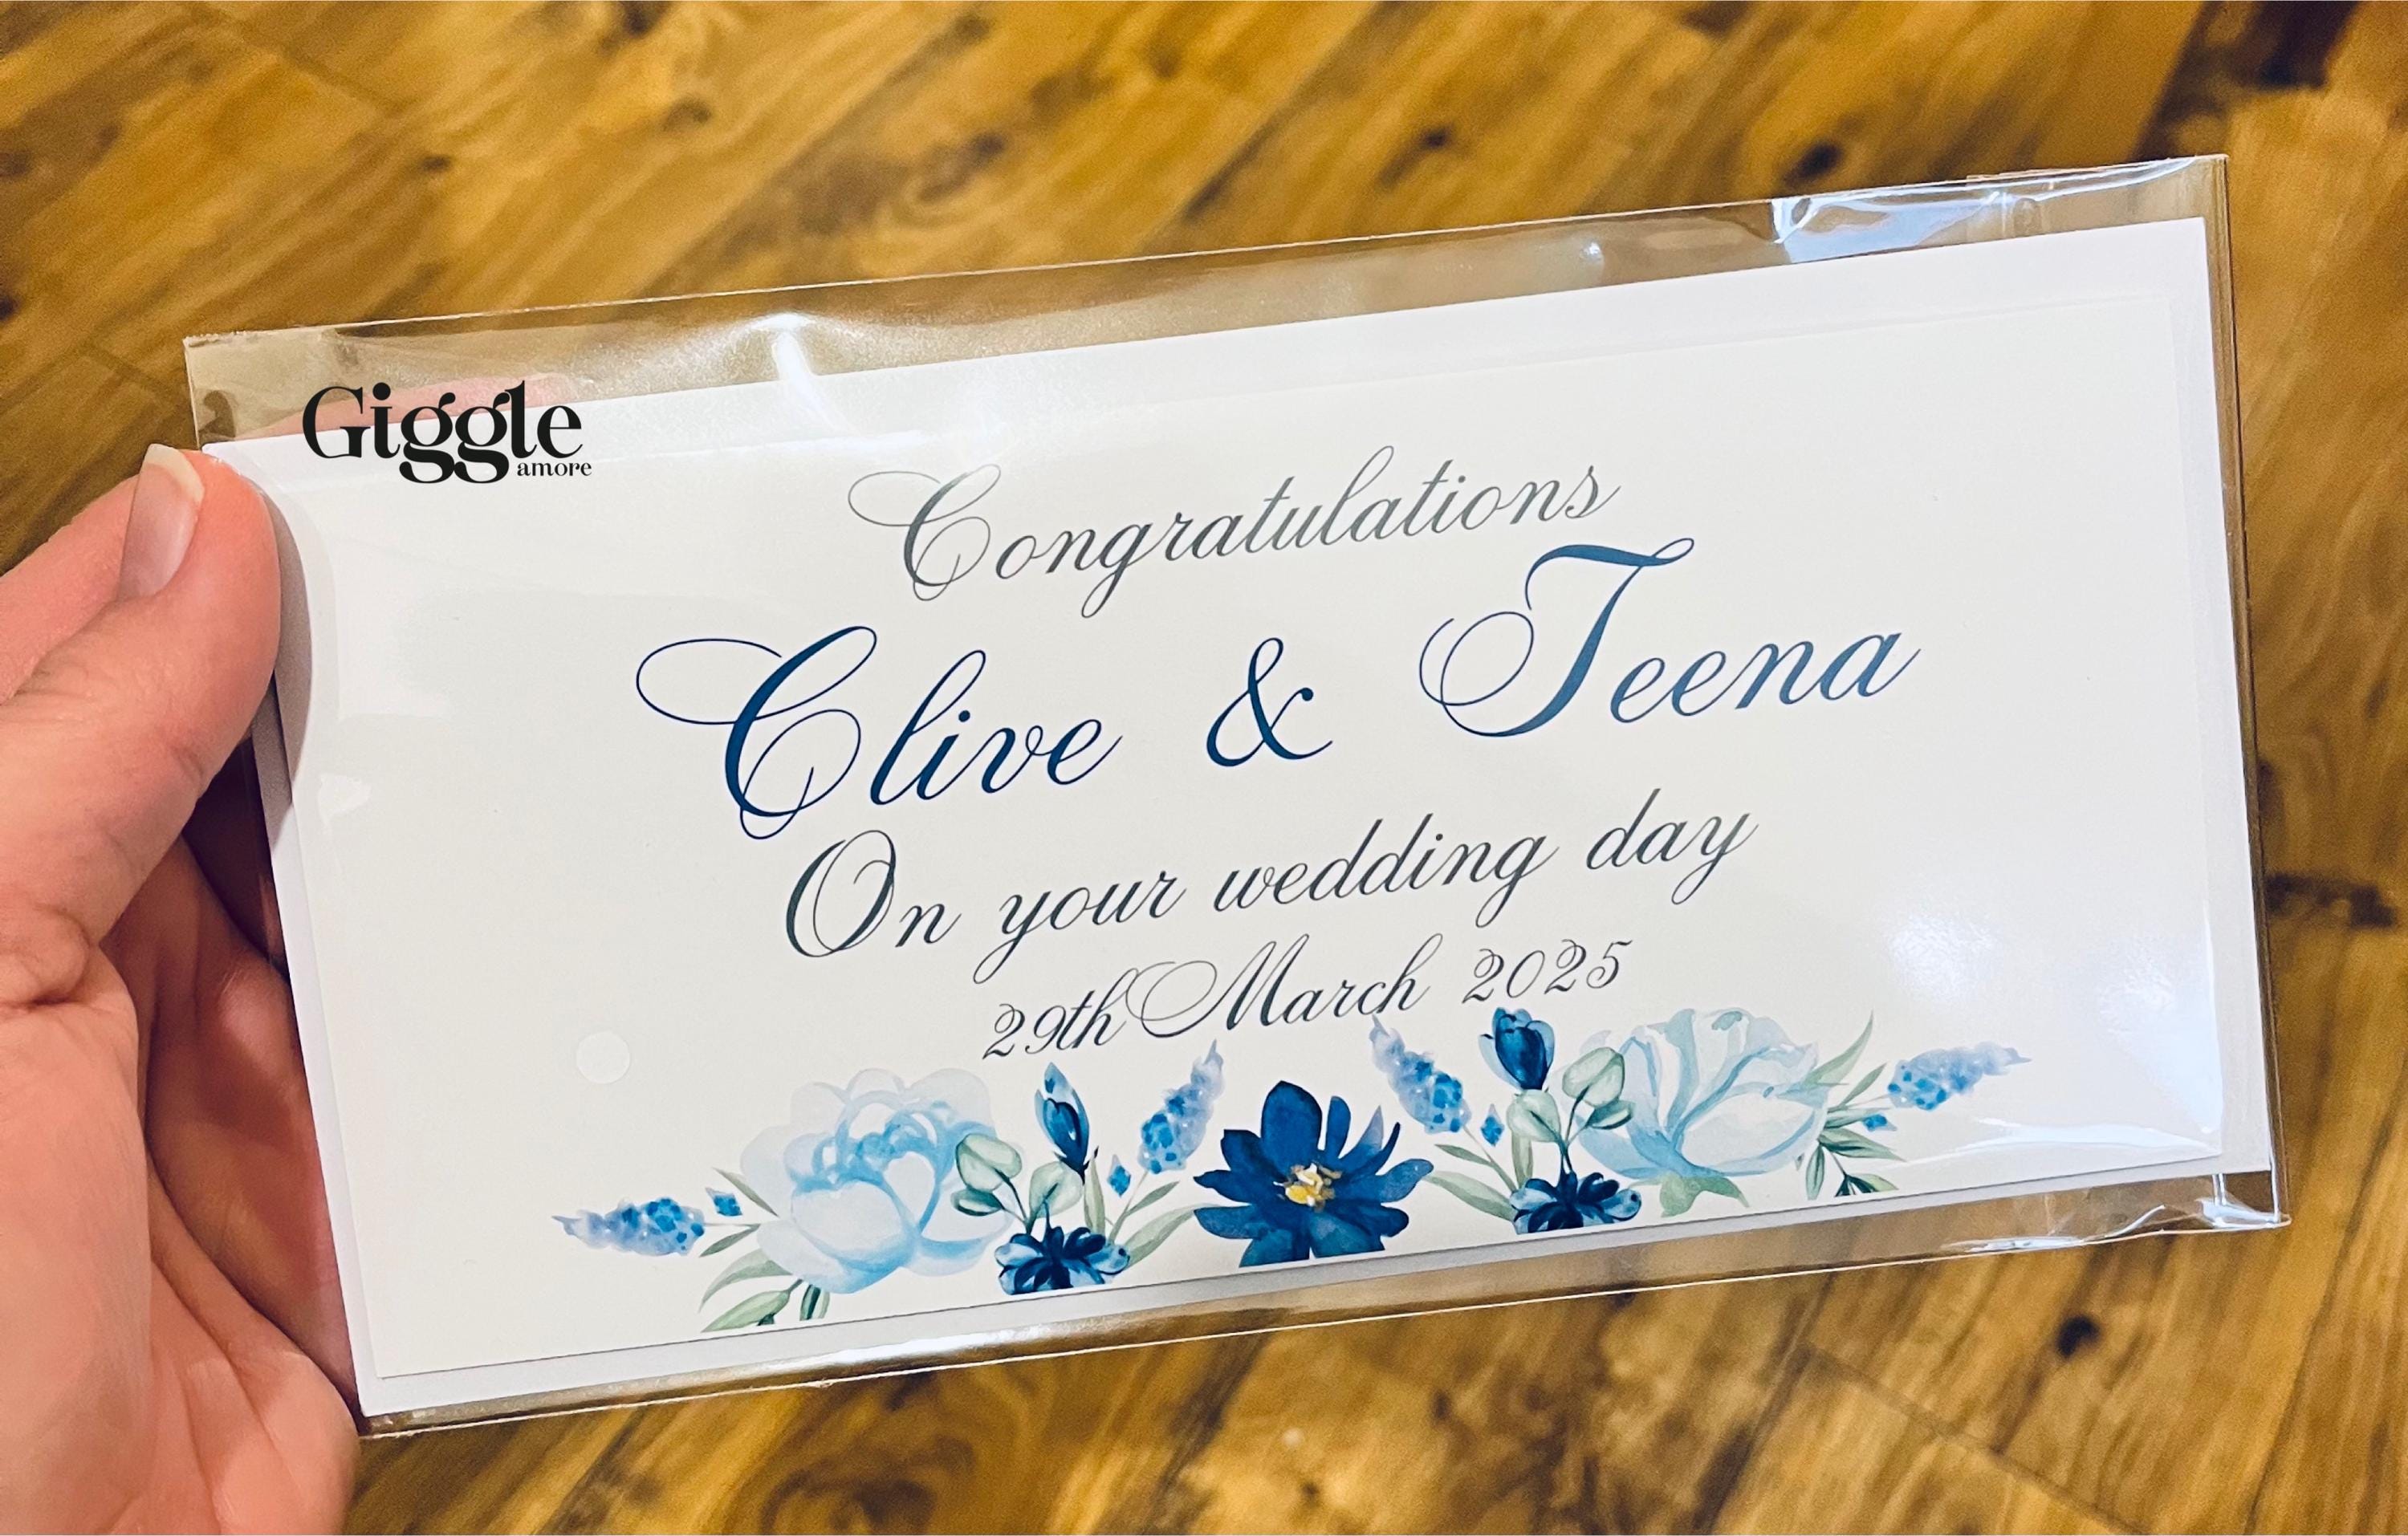 Giggle
amore
Congratulations
Clive & Teena
On your wedding day
29th March 2025